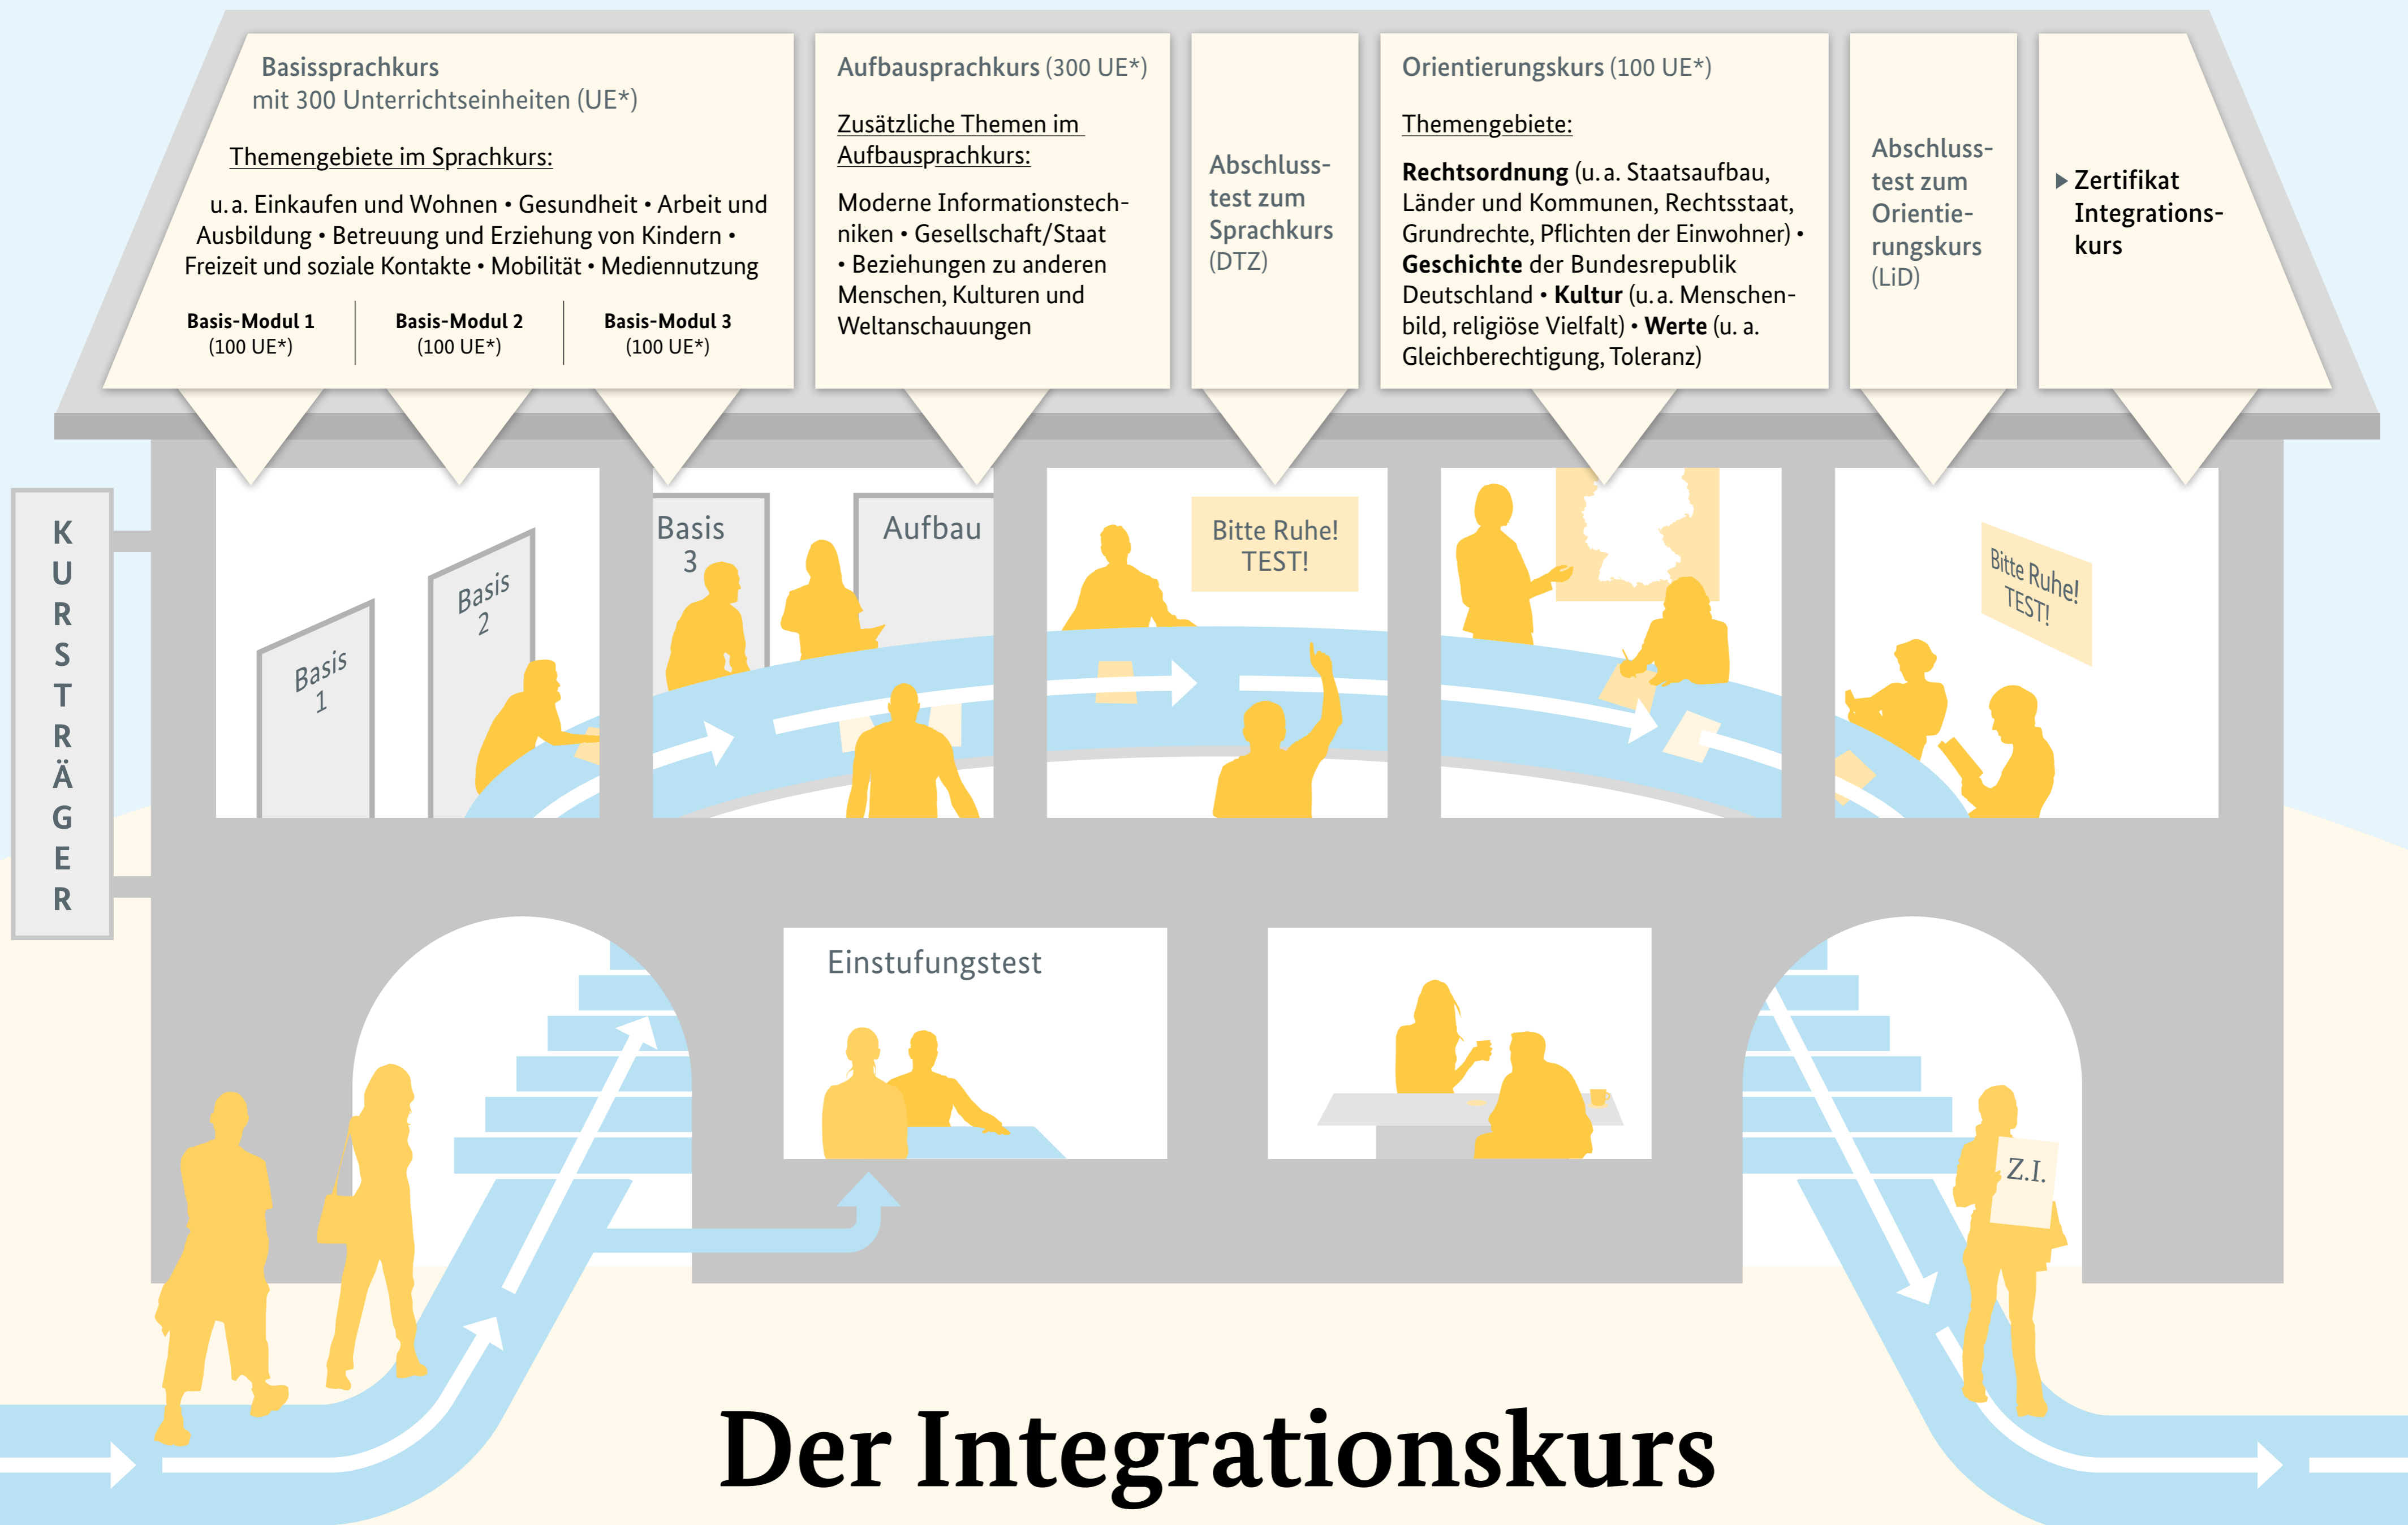 Basissprachkurs
mit 300 Unterrichtseinheiten (UE*)
Themengebiete im Sprachkurs:
u. a. Einkaufen und Wohnen • Gesundheit • Arbeit und
Ausbildung • Betreuung und Erziehung von Kindern •
Freizeit und soziale Kontakte • Mobilität • Mediennutzung
Basis-Modul 1
(100 UE*)
Basis-Modul 2
(100 UE*)
Basis-Modul 3
(100 UE*)
Aufbausprachkurs (300 UE*)
Zusätzliche Themen im
Aufbausprachkurs:
Moderne Informationstech-
niken • Gesellschaft/Staat
• Beziehungen zu anderen
Menschen, Kulturen und
Weltanschauungen
Abschluss-
test zum
Sprachkurs
(DTZ)
Orientierungskurs (100 UE*)
Themengebiete:
Rechtsordnung (u. a. Staatsaufbau,
Länder und Kommunen, Rechtsstaat,
Grundrechte, Pflichten der Einwohner) •
Geschichte der Bundesrepublik
Deutschland • Kultur (u. a. Menschen-
bild, religiöse Vielfalt) • Werte (u. a.
Gleichberechtigung, Toleranz)
Abschluss-
test zum
Orientie-
rungskurs
(LiD)
▶ Zertifikat
Integrations-
kurs
KURSTRÄGER
Basis
1
Basis
2
Basis
3
Aufbau
Bitte Ruhe!
TEST!
Bitte Ruhe!
TEST!
Einstufungstest
Z.I.
Der Integrationskurs